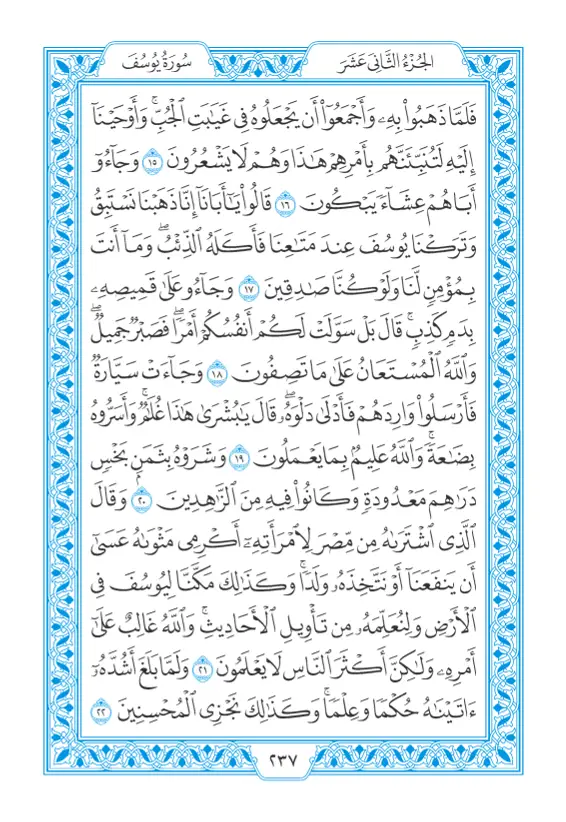 الجُزْءُ الثَّانِي عَشَرَ
سُورَةُ يُوسُفَ
فَلَمَّا ذَهَبُوا۟ بِهِۦ وَأَجْمَعُوٓا۟ أَن يَجْعَلُوهُ فِى غَيَٰبَتِ ٱلْجُبِّ ۚ وَأَوْحَيْنَآ
إِلَيْهِ لَتُنَبِّئَنَّهُم بِأَمْرِهِمْ هَٰذَا وَهُمْ لَا يَشْعُرُونَ ١٥ وَجَآءُوٓ
أَبَاهُمْ عِشَآءً يَبْكُونَ ١٦ قَالُوا۟ يَٰٓأَبَانَآ إِنَّا ذَهَبْنَا نَسْتَبِقُ
وَتَرَكْنَا يُوسُفَ عِندَ مَتَٰعِنَا فَأَكَلَهُ ٱلذِّئْبُ ۖ وَمَآ أَنتَ
بِمُؤْمِنٍ لَّنَا وَلَوْ كُنَّا صَٰدِقِينَ ١٧ وَجَآءُو عَلَىٰ قَمِيصِهِۦ
بِدَمٍ كَذِبٍ ۚ قَالَ بَلْ سَوَّلَتْ لَكُمْ أَنفُسُكُمْ أَمْرًا ۖ فَصَبْرٌ جَمِيلٌ ۖ
وَٱللَّهُ ٱلْمُسْتَعَانُ عَلَىٰ مَا تَصِفُونَ ١٨ وَجَآءَتْ سَيَّارَةٌ
فَأَرْسَلُوا۟ وَارِدَهُمْ فَأَدْلَىٰ دَلْوَهُۥ ۖ قَالَ يَٰبُشْرَىٰ هَٰذَا غُلَٰمٌ ۚ وَأَسَرُّوهُ
بِضَٰعَةً ۚ وَٱللَّهُ عَلِيمٌۢ بِمَا يَعْمَلُونَ ١٩ وَشَرَوْهُ بِثَمَنٍۭ بَخْسٍ
دَرَٰهِمَ مَعْدُودَةٍ وَكَانُوا۟ فِيهِ مِنَ ٱلزَّٰهِدِينَ ٢٠ وَقَالَ
ٱلَّذِى ٱشْتَرَىٰهُ مِن مِّصْرَ لِٱمْرَأَتِهِۦٓ أَكْرِمِى مَثْوَىٰهُ عَسَىٰٓ
أَن يَنفَعَنَآ أَوْ نَتَّخِذَهُۥ وَلَدًا ۚ وَكَذَٰلِكَ مَكَّنَّا لِيُوسُفَ فِى
ٱلْأَرْضِ وَلِنُعَلِّمَهُۥ مِن تَأْوِيلِ ٱلْأَحَادِيثِ ۚ وَٱللَّهُ غَالِبٌ عَلَىٰٓ
أَمْرِهِۦ وَلَٰكِنَّ أَكْثَرَ ٱلنَّاسِ لَا يَعْلَمُونَ ٢١ وَلَمَّا بَلَغَ أَشُدَّهُۥٓ
ءَاتَيْنَٰهُ حُكْمًا وَعِلْمًا ۚ وَكَذَٰلِكَ نَجْزِى ٱلْمُحْسِنِينَ ٢٢
٢٣٧